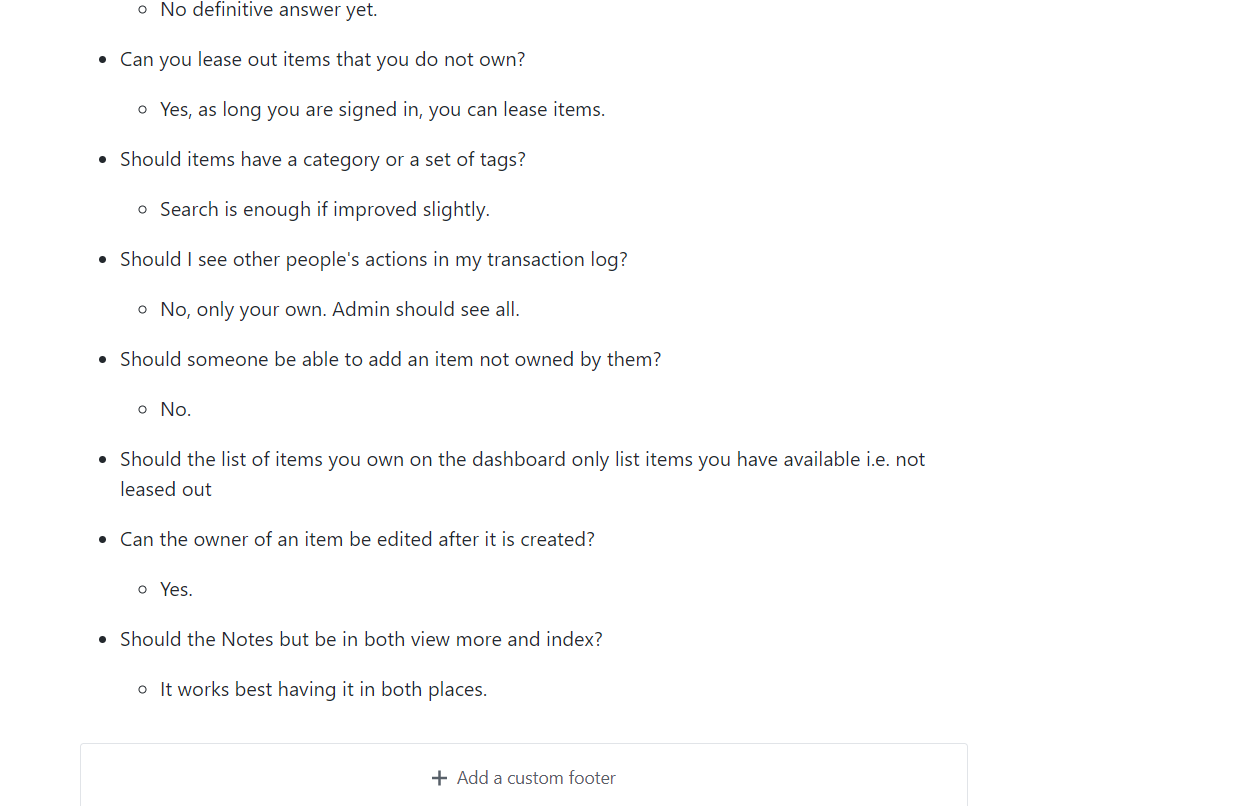 No definitive answer yet.
Can you lease out items that you do not own?
Yes, as long you are signed in, you can lease items.
Should items have a category or a set of tags?
Search is enough if improved slightly.
Should I see other people's actions in my transaction log?
No, only your own. Admin should see all.
Should someone be able to add an item not owned by them?
No.
Should the list of items you own on the dashboard only list items you have available i.e. not
leased out
Can the owner of an item be edited after it is created?
Yes.
Should the Notes but be in both view more and index?
It works best having it in both places.
Add a custom footer